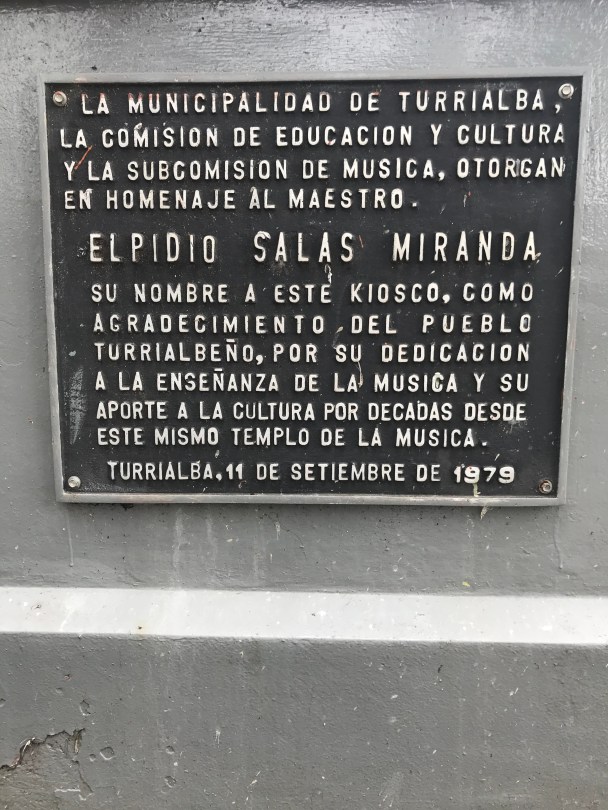 LA MUNICIPALIDAD DE TURRIALBA,
LA COMISION DE EDUCACION Y CULTURA
Y LA SUBCOMISION DE MUSICA, OTORGAN
EN HOMENAJE AL MAESTRO.
ELPIDIO SALAS MIRANDA
SU NOMBRE A ESTE KIOSCO, COMO
AGRADECIMIENTO DEL PUEBLO
TURRIALBEÑO, POR SU DEDICACION
A LA ENSEÑANZA DE LA MUSICA Y SU
APORTE A LA CULTURA POR DECADAS DESDE
ESTE MISMO TEMPLO DE LA MUSICA.
TURRIALBA, 11 DE SETIEMBRE DE 1979